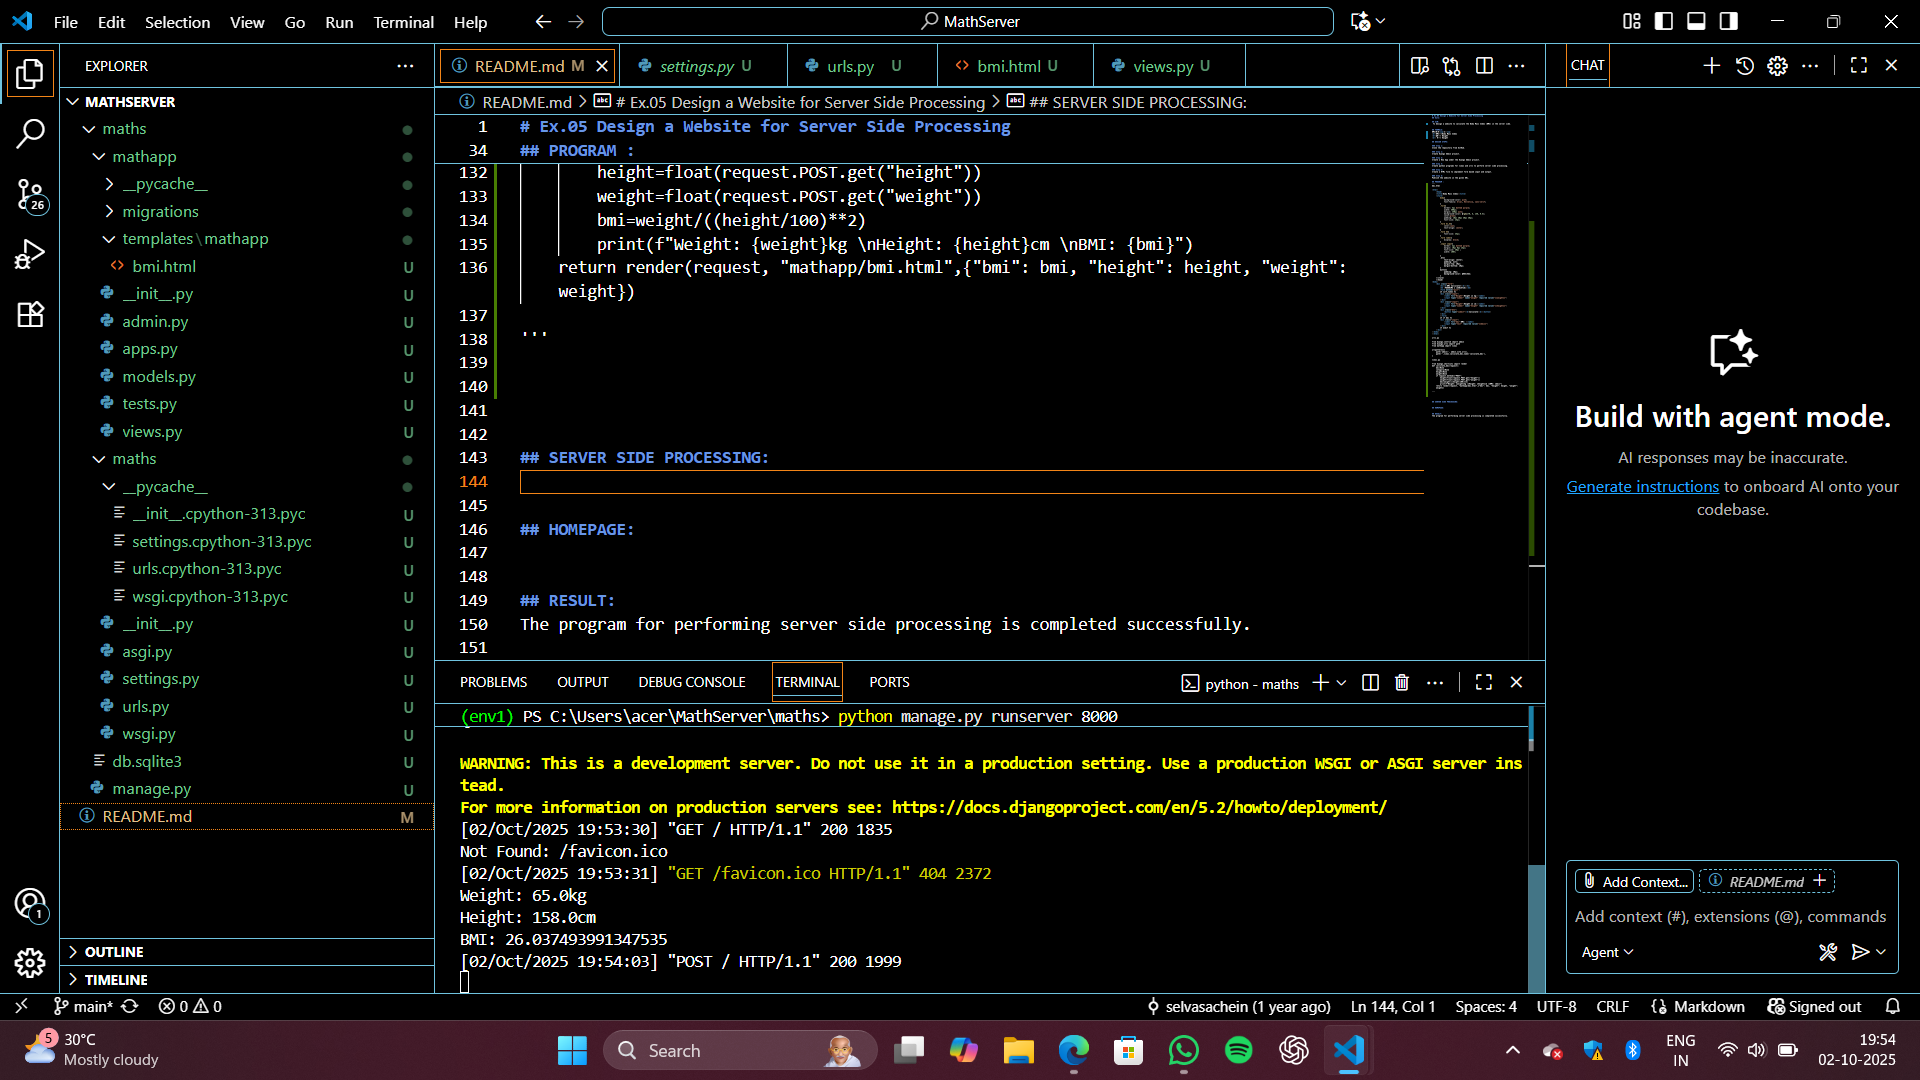 File Edit Selection View Go Run Terminal Help
MathServer
EXPLORER
MATHSERVER
maths
mathapp
__pycache__
migrations
templates\mathapp
bmi.html U
__init__.py U
admin.py U
apps.py U
models.py U
tests.py U
views.py U
maths
__pycache__
__init__.cpython-313.pyc U
settings.cpython-313.pyc U
urls.cpython-313.pyc U
wsgi.cpython-313.pyc U
__init__.py U
asgi.py U
settings.py U
urls.py U
wsgi.py U
db.sqlite3 U
manage.py U
README.md M
OUTLINE
TIMELINE
26
1
README.md M settings.py U urls.py U bmi.html U views.py U
README.md > # Ex.05 Design a Website for Server Side Processing > ## SERVER SIDE PROCESSING:
1 # Ex.05 Design a Website for Server Side Processing
34 ## PROGRAM :
132 height=float(request.POST.get("height"))
133 weight=float(request.POST.get("weight"))
134 bmi=weight/((height/100)**2)
135 print(f"Weight: {weight}kg \nHeight: {height}cm \nBMI: {bmi}")
136 return render(request, "mathapp/bmi.html",{"bmi": bmi, "height": height, "weight":
weight})
137
138 '''
139
140
141
142
143 ## SERVER SIDE PROCESSING:
144
145
146 ## HOMEPAGE:
147
148
149 ## RESULT:
150 The program for performing server side processing is completed successfully.
151
PROBLEMS OUTPUT DEBUG CONSOLE TERMINAL PORTS
python - maths
(env1) PS C:\Users\acer\MathServer\maths> python manage.py runserver 8000
WARNING: This is a development server. Do not use it in a production setting. Use a production WSGI or ASGI server ins
tead.
For more information on production servers see: https://docs.djangoproject.com/en/5.2/howto/deployment/
[02/Oct/2025 19:53:30] "GET / HTTP/1.1" 200 1835
Not Found: /favicon.ico
[02/Oct/2025 19:53:31] "GET /favicon.ico HTTP/1.1" 404 2372
Weight: 65.0kg
Height: 158.0cm
BMI: 26.037493991347535
[02/Oct/2025 19:54:03] "POST / HTTP/1.1" 200 1999
CHAT
Build with agent mode.
AI responses may be inaccurate.
Generate instructions to onboard AI onto your
codebase.
Add Context... README.md
Add context (#), extensions (@), commands
Agent
main* 0 0
selvasachein (1 year ago) Ln 144, Col 1 Spaces: 4 UTF-8 CRLF Markdown Signed out
5
30°C
Mostly cloudy
Search
ENG
IN
19:54
02-10-2025